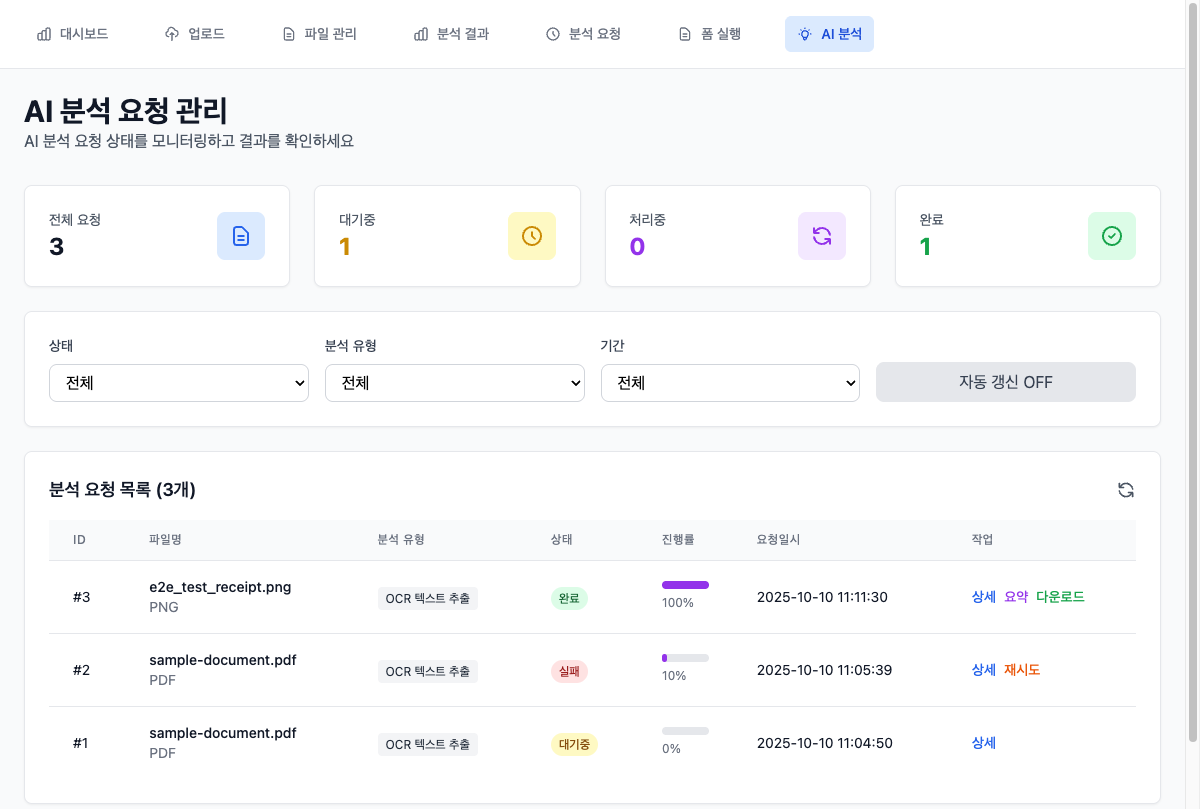 대시보드 업로드 파일 관리 분석 결과 분석 요청 폼 실행 AI 분석
AI 분석 요청 관리
AI 분석 요청 상태를 모니터링하고 결과를 확인하세요
전체 요청
3
대기중
1
처리중
0
완료
1
상태
전체
분석 유형
전체
기간
전체
자동 갱신 OFF
분석 요청 목록 (3개)
ID 파일명 분석 유형 상태 진행률 요청일시 작업
#3 e2e_test_receipt.png OCR 텍스트 추출 완료 2025-10-10 11:11:30 상세 요약 다운로드
PNG 100%
#2 sample-document.pdf OCR 텍스트 추출 실패 2025-10-10 11:05:39 상세 재시도
PDF 10%
#1 sample-document.pdf OCR 텍스트 추출 대기중 2025-10-10 11:04:50 상세
PDF 0%